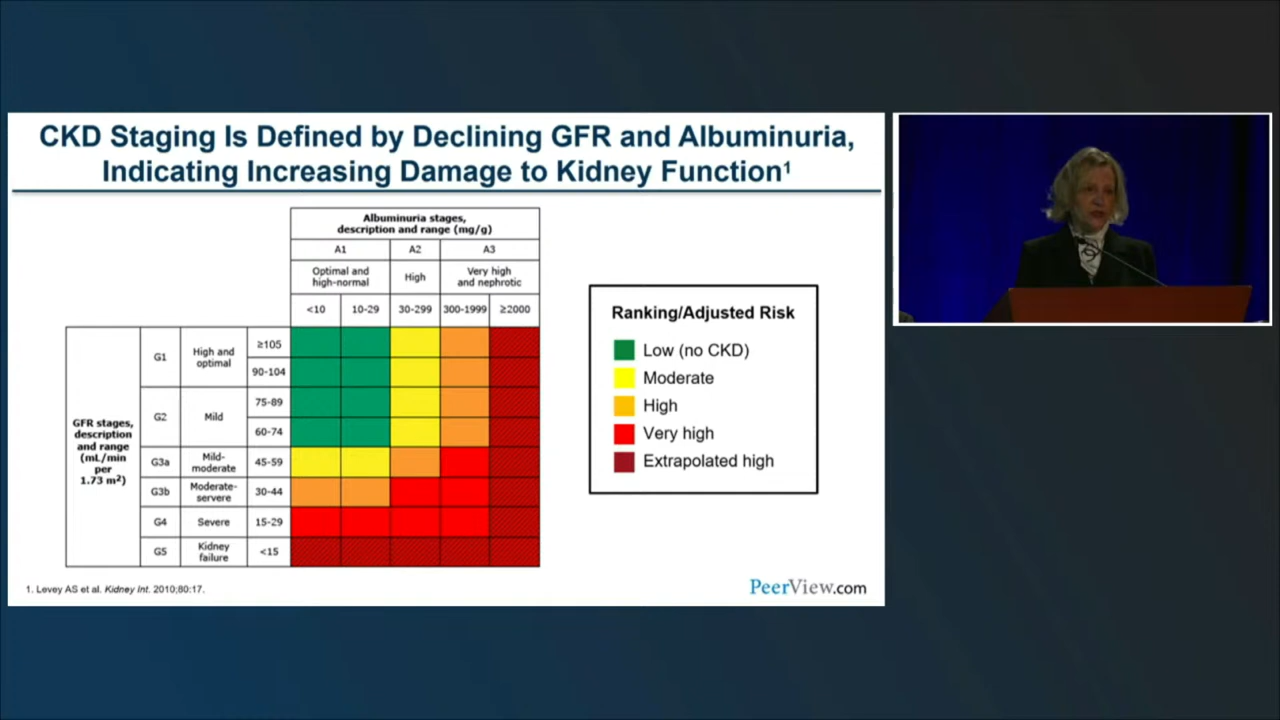 CKD Staging Is Defined by Declining GFR and Albuminuria,
Indicating Increasing Damage to Kidney Function¹
Albuminuria stages,
description and range (mg/g)
A1
A2
A3
Optimal and
high-normal
High
Very high
and nephrotic
<10
10-29
30-299
300-1999
≥2000
GFR stages,
description
and range
(mL/min
per
1.73 m²)
G1
High and
optimal
≥105
90-104
G2
Mild
75-89
60-74
G3a
Mild-
moderate
45-59
G3b
Moderate-
servere
30-44
G4
Severe
15-29
G5
Kidney
failure
<15
Ranking/Adjusted Risk
Low (no CKD)
Moderate
High
Very high
Extrapolated high
1. Levey AS et al. Kidney Int. 2010;80:17.
PeerView.com